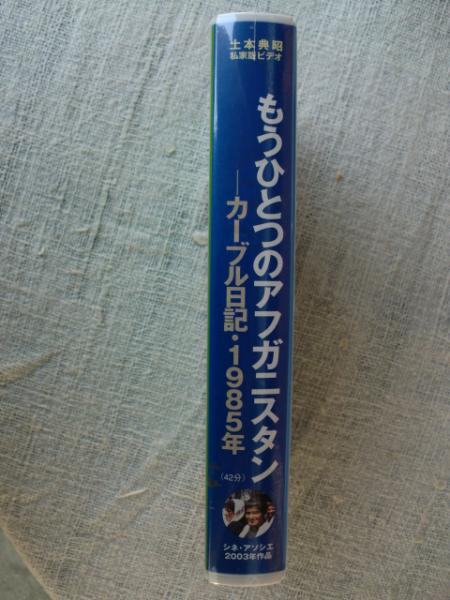 土本典昭
私家版ビデオ
もうひとつのアフガニスタン
―カーブル日記・1985年
(42分)
シネ・アソシエ
2003年作品